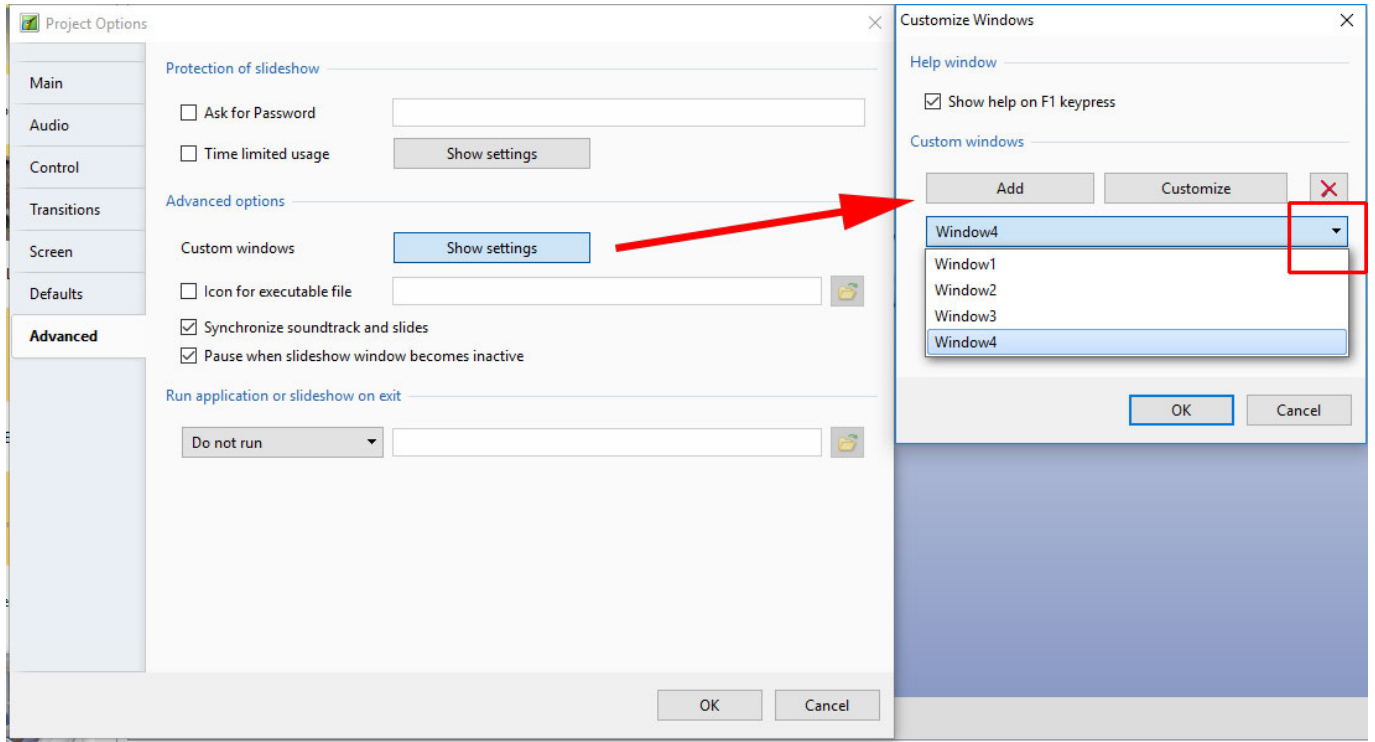 Project Options
Main
Audio
Control
Transitions
Screen
Defaults
Advanced
Protection of slideshow
Ask for Password
Time limited usage
Show settings
Advanced options
Custom windows
Show settings
Icon for executable file
Synchronize soundtrack and slides
Pause when slideshow window becomes inactive
Run application or slideshow on exit
Do not run
OK
Cancel
Customize Windows
Help window
Show help on F1 keypress
Custom windows
Add
Customize
Window4
Window1
Window2
Window3
Window4
OK
Cancel